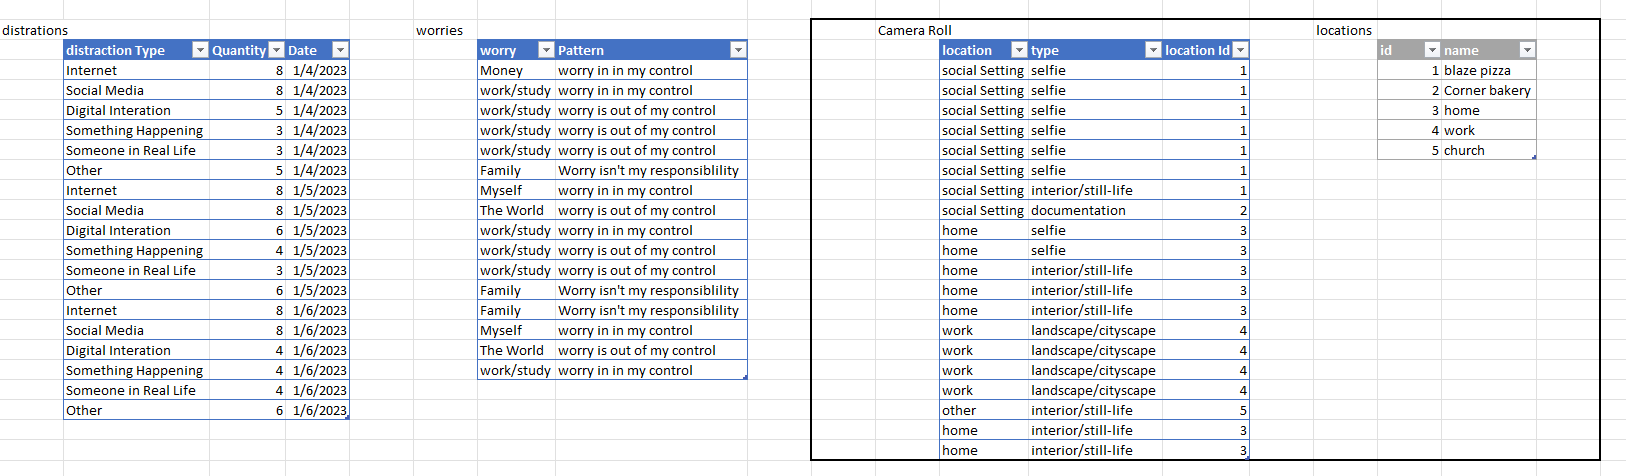 distrations worries Camera Roll locations
distraction Type Quantity Date worry Pattern location type location Id id name
Internet 8 1/4/2023 Money worry in in my control social Setting selfie 1 1 blaze pizza
Social Media 8 1/4/2023 work/study worry in in my control social Setting selfie 1 2 Corner bakery
Digital Interation 5 1/4/2023 work/study worry is out of my control social Setting selfie 1 3 home
Something Happening 3 1/4/2023 work/study worry is out of my control social Setting selfie 1 4 work
Someone in Real Life 3 1/4/2023 work/study worry is out of my control social Setting selfie 1 5 church
Other 5 1/4/2023 Family Worry isn't my responsiblility social Setting selfie 1
Internet 8 1/5/2023 Myself worry in in my control social Setting interior/still-life 1
Social Media 8 1/5/2023 The World worry is out of my control social Setting documentation 2
Digital Interation 6 1/5/2023 work/study worry in in my control home selfie 3
Something Happening 4 1/5/2023 work/study worry is out of my control home selfie 3
Someone in Real Life 3 1/5/2023 work/study worry is out of my control home interior/still-life 3
Other 6 1/5/2023 Family Worry isn't my responsiblility home interior/still-life 3
Internet 8 1/6/2023 Family Worry isn't my responsiblility home interior/still-life 3
Social Media 8 1/6/2023 Myself worry in in my control work landscape/cityscape 4
Digital Interation 4 1/6/2023 The World worry is out of my control work landscape/cityscape 4
Something Happening 4 1/6/2023 work/study worry in in my control work landscape/cityscape 4
Someone in Real Life 4 1/6/2023 work landscape/cityscape 4
Other 6 1/6/2023 other interior/still-life 5
home interior/still-life 3
home interior/still-life 3